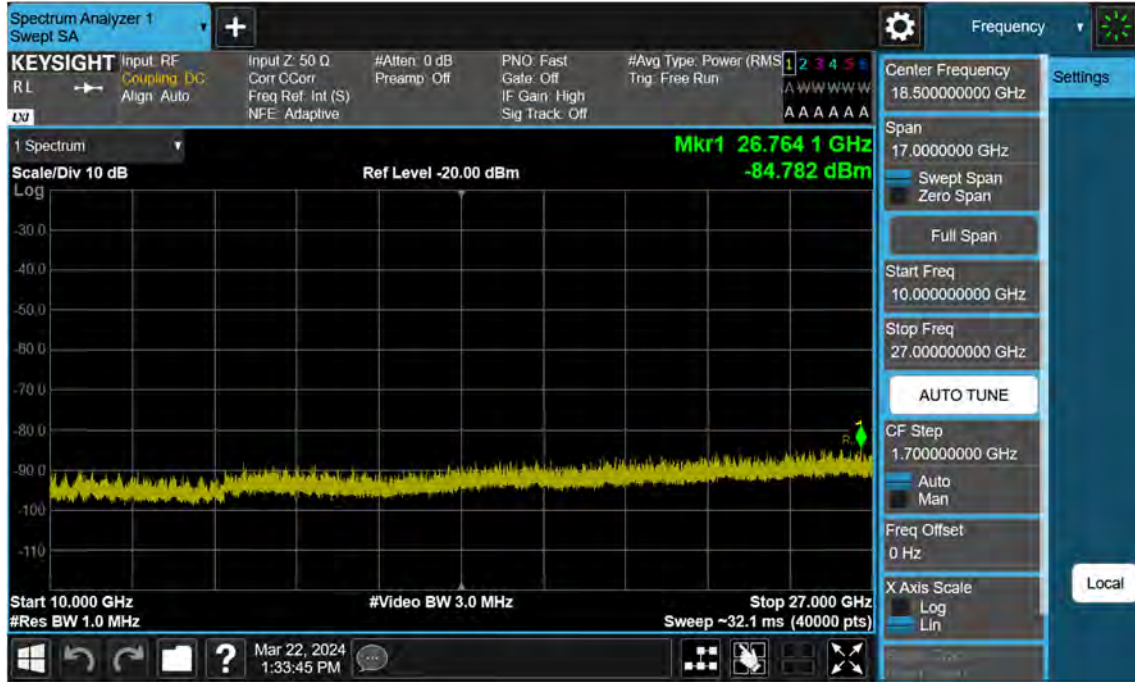 Spectrum Analyzer 1
Swept SA
Frequency
KEYSIGHT
RL
LXI
Input: RF
Coupling: DC
Align: Auto
Input Z: 50 Ω
Corr CCorr
Freq Ref: Int (S)
NFE: Adaptive
#Atten: 0 dB
Preamp: Off
PNO: Fast
Gate: Off
IF Gain: High
Sig Track: Off
#Avg Type: Power (RMS
Trig: Free Run
1 2 3 4 5 6
A W W W W W
A A A A A A
1 Spectrum
Mkr1 26.764 1 GHz
Scale/Div 10 dB
Ref Level -20.00 dBm
-84.782 dBm
Log
-30.0
-40.0
-50.0
-60.0
-70.0
-80.0
-90.0
-100
-110
1
Start 10.000 GHz
#Video BW 3.0 MHz
Stop 27.000 GHz
#Res BW 1.0 MHz
Sweep ~32.1 ms (40000 pts)
Mar 22, 2024
1:33:45 PM
?
Center Frequency
18.500000000 GHz
Span
17.0000000 GHz
Swept Span
Zero Span
Full Span
Start Freq
10.000000000 GHz
Stop Freq
27.000000000 GHz
AUTO TUNE
CF Step
1.700000000 GHz
Auto
Man
Freq Offset
0 Hz
X Axis Scale
Log
Lin
Settings
Local